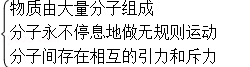 物质由大量分子组成
分子永不停息地做无规则运动
分子间存在相互的引力和斥力